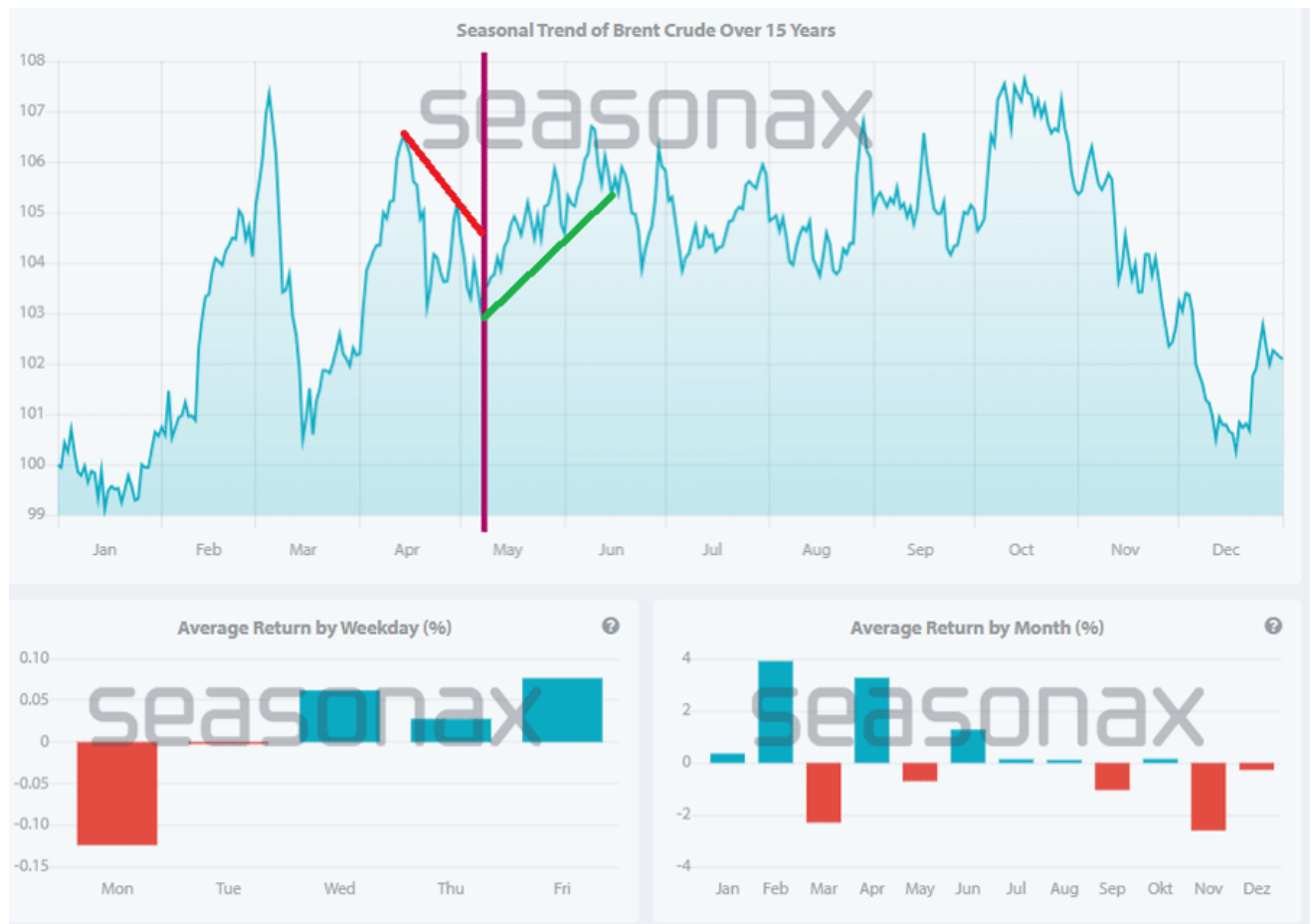 Seasonal Trend of Brent Crude Over 15 Years
seasonax
108
107
106
105
104
103
102
101
100
99
Jan Feb Mar Apr May Jun Jul Aug Sep Oct Nov Dec
Average Return by Weekday (%)
?
seasonax
0.10
0.05
0
-0.05
-0.10
-0.15
Mon Tue Wed Thu Fri
Average Return by Month (%)
?
seasonax
4
2
0
-2
-4
Jan Feb Mar Apr May Jun Jul Aug Sep Okt Nov Dez